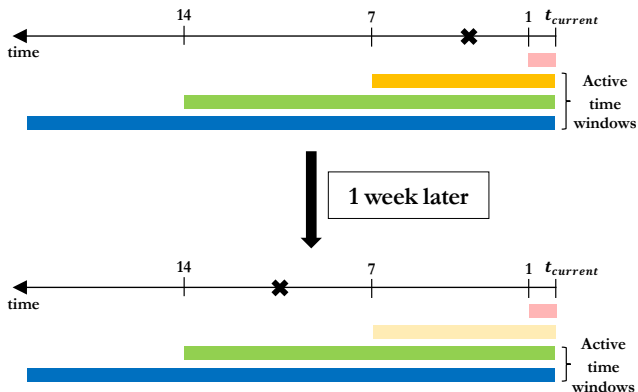 14 7 1 t_current
time
Active
time
windows
1 week later
14 7 1 t_current
time
Active
time
windows